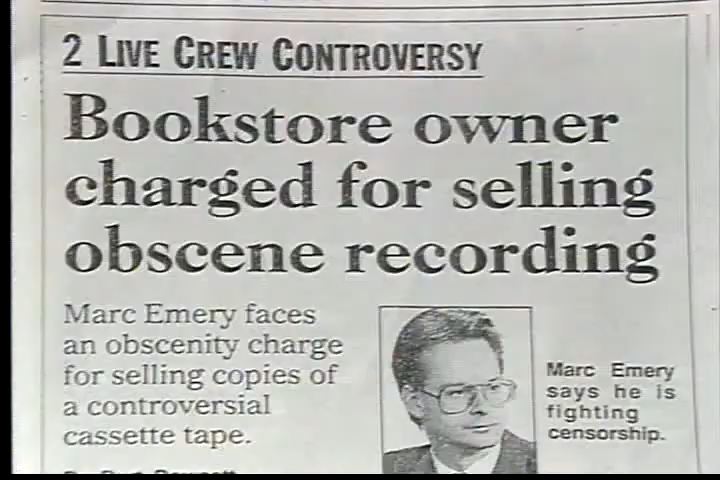 2 LIVE CREW CONTROVERSY
Bookstore owner
charged for selling
obscene recording
Marc Emery faces
an obscenity charge
for selling copies of
a controversial
cassette tape.
Marc Emery
says he is
fighting
censorship.